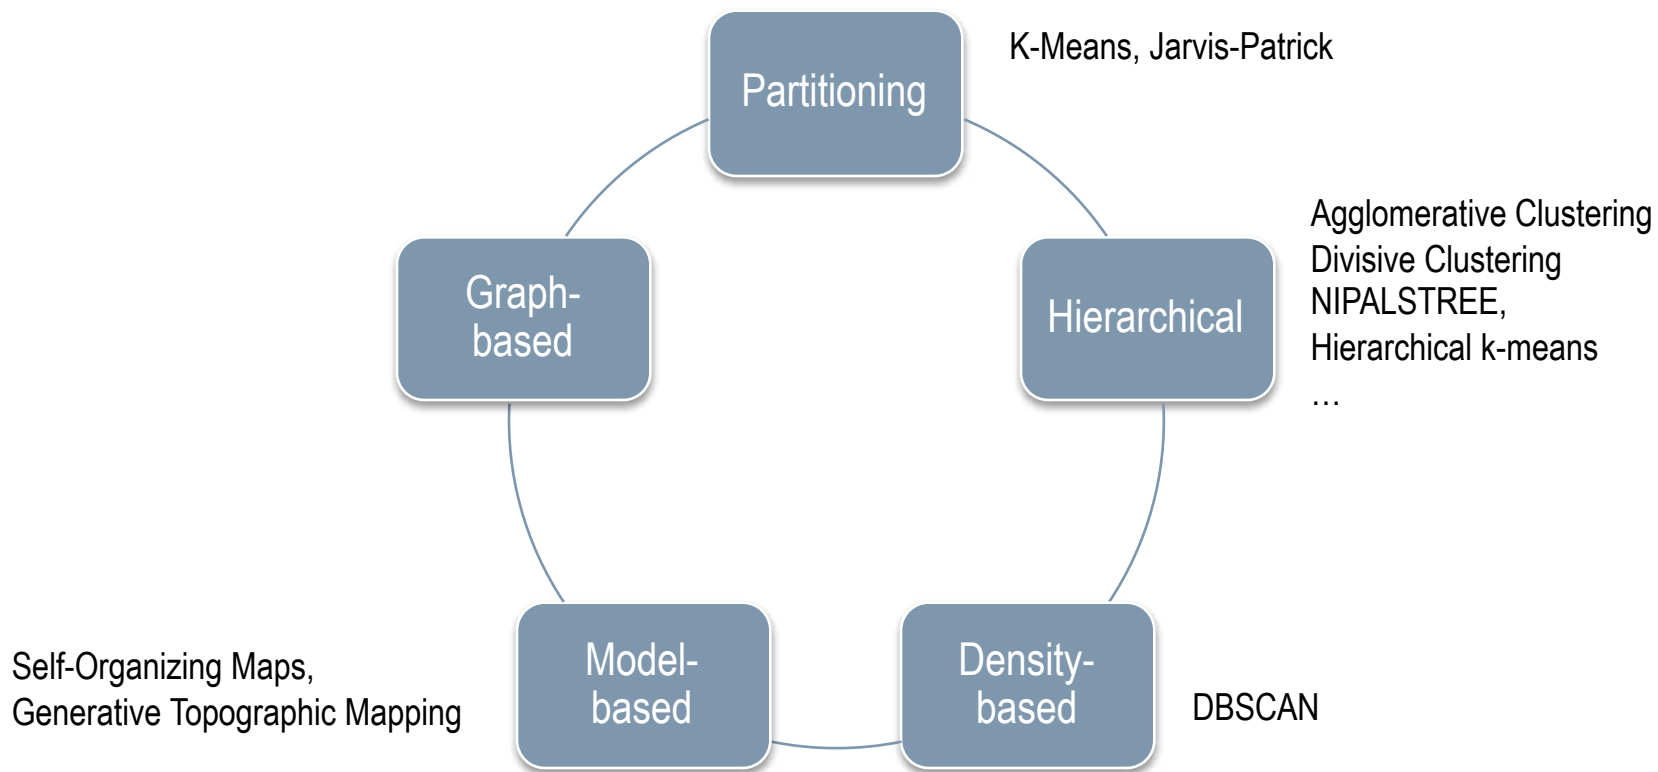 Partitioning
K-Means, Jarvis-Patrick
Hierarchical
Agglomerative Clustering
Divisive Clustering
NIPALSTREE,
Hierarchical k-means
…
Density-
based
DBSCAN
Model-
based
Self-Organizing Maps,
Generative Topographic Mapping
Graph-
based